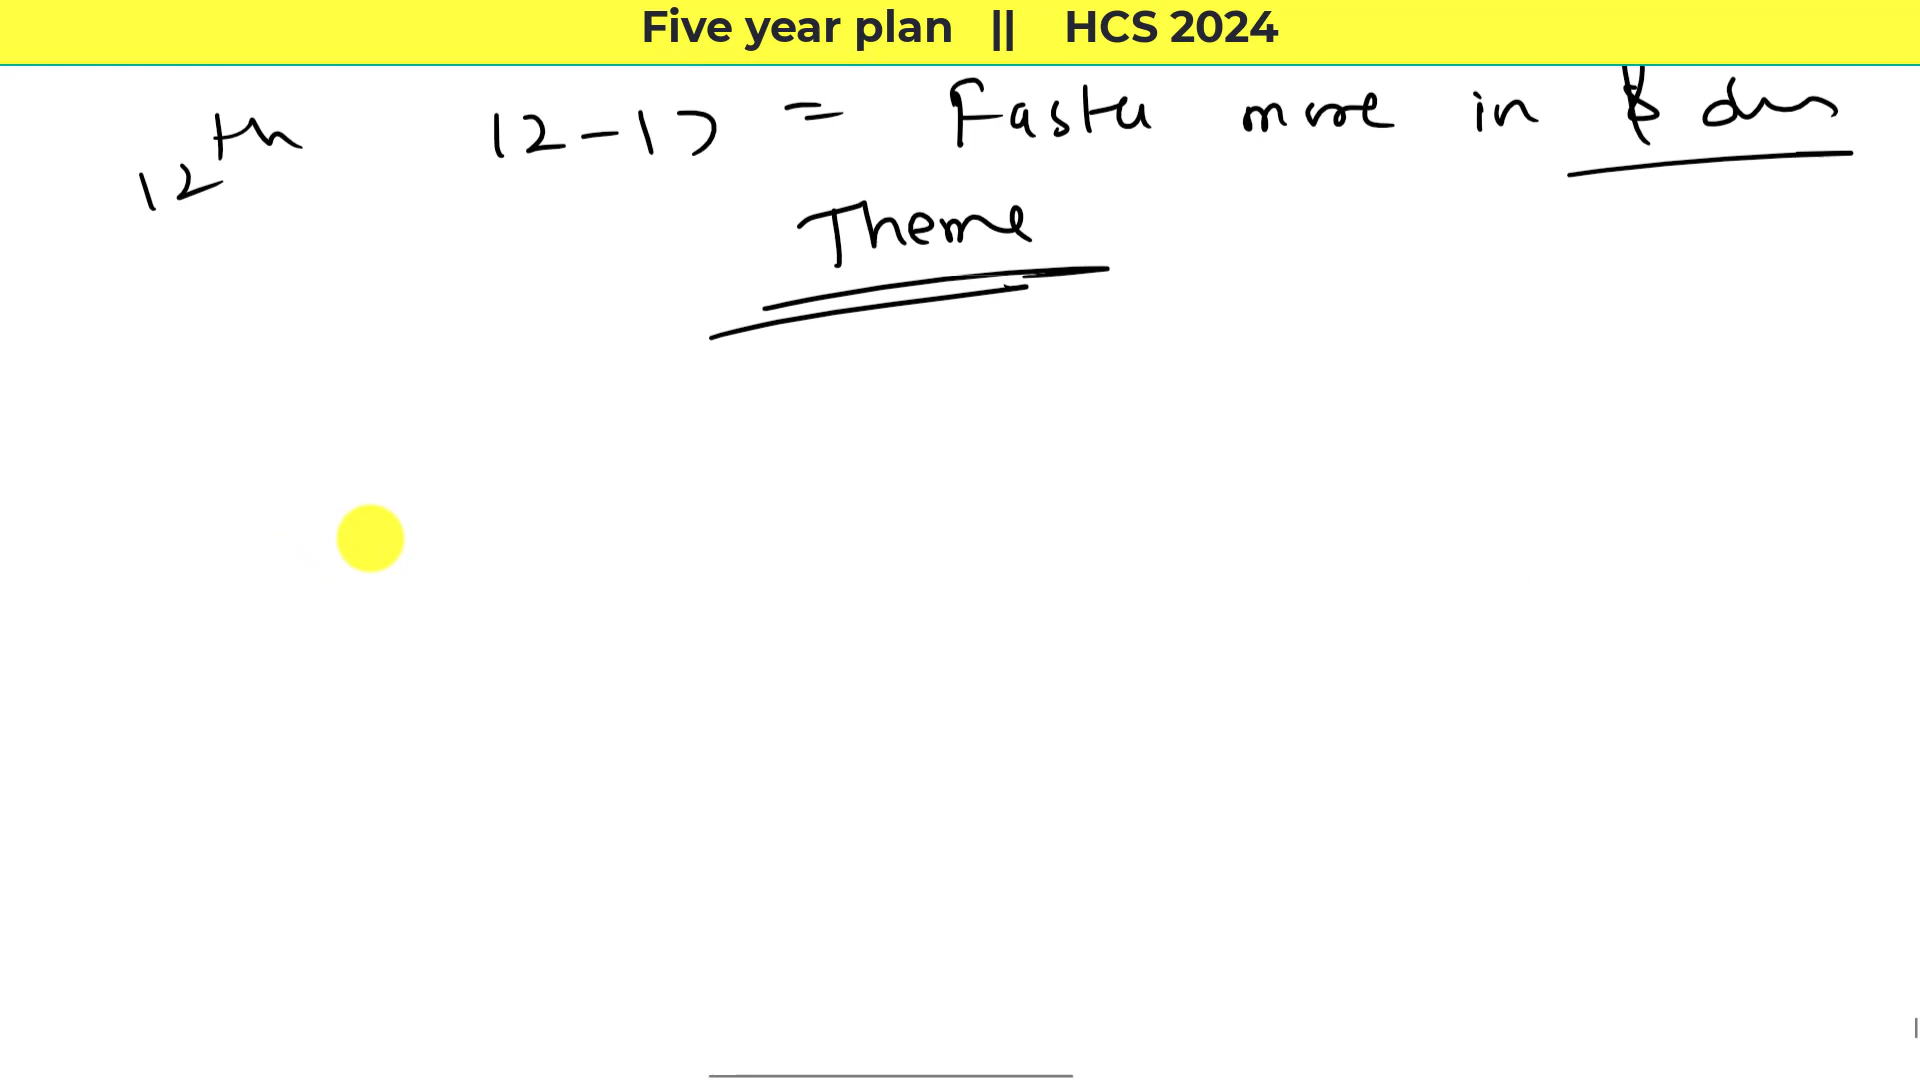 Five year plan || HCS 2024
12th 12-17 = Faster more in
Theme